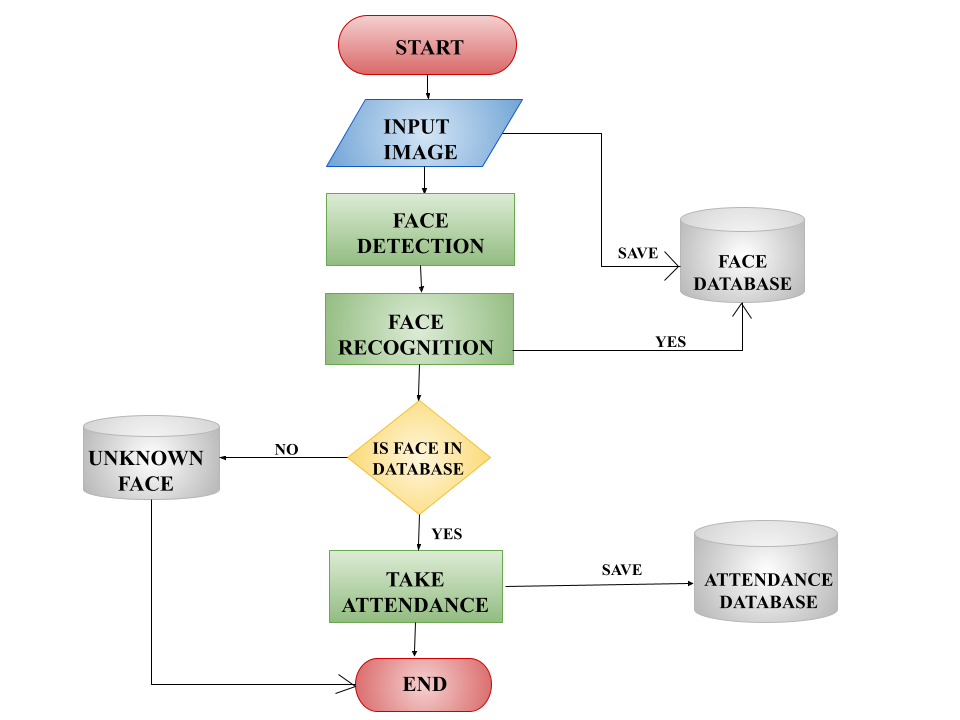 START
INPUT
IMAGE
FACE
DETECTION
SAVE
FACE
DATABASE
FACE
RECOGNITION
YES
IS FACE IN
DATABASE
NO
UNKNOWN
FACE
YES
TAKE
ATTENDANCE
SAVE
ATTENDANCE
DATABASE
END